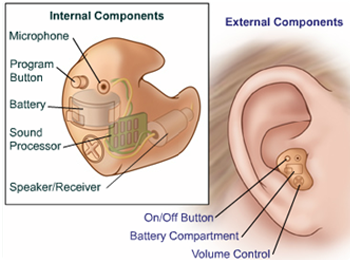 Internal Components
Microphone
Program
Button
Battery
Sound
Processor
Speaker/Receiver
External Components
On/Off Button
Battery Compartment
Volume Control